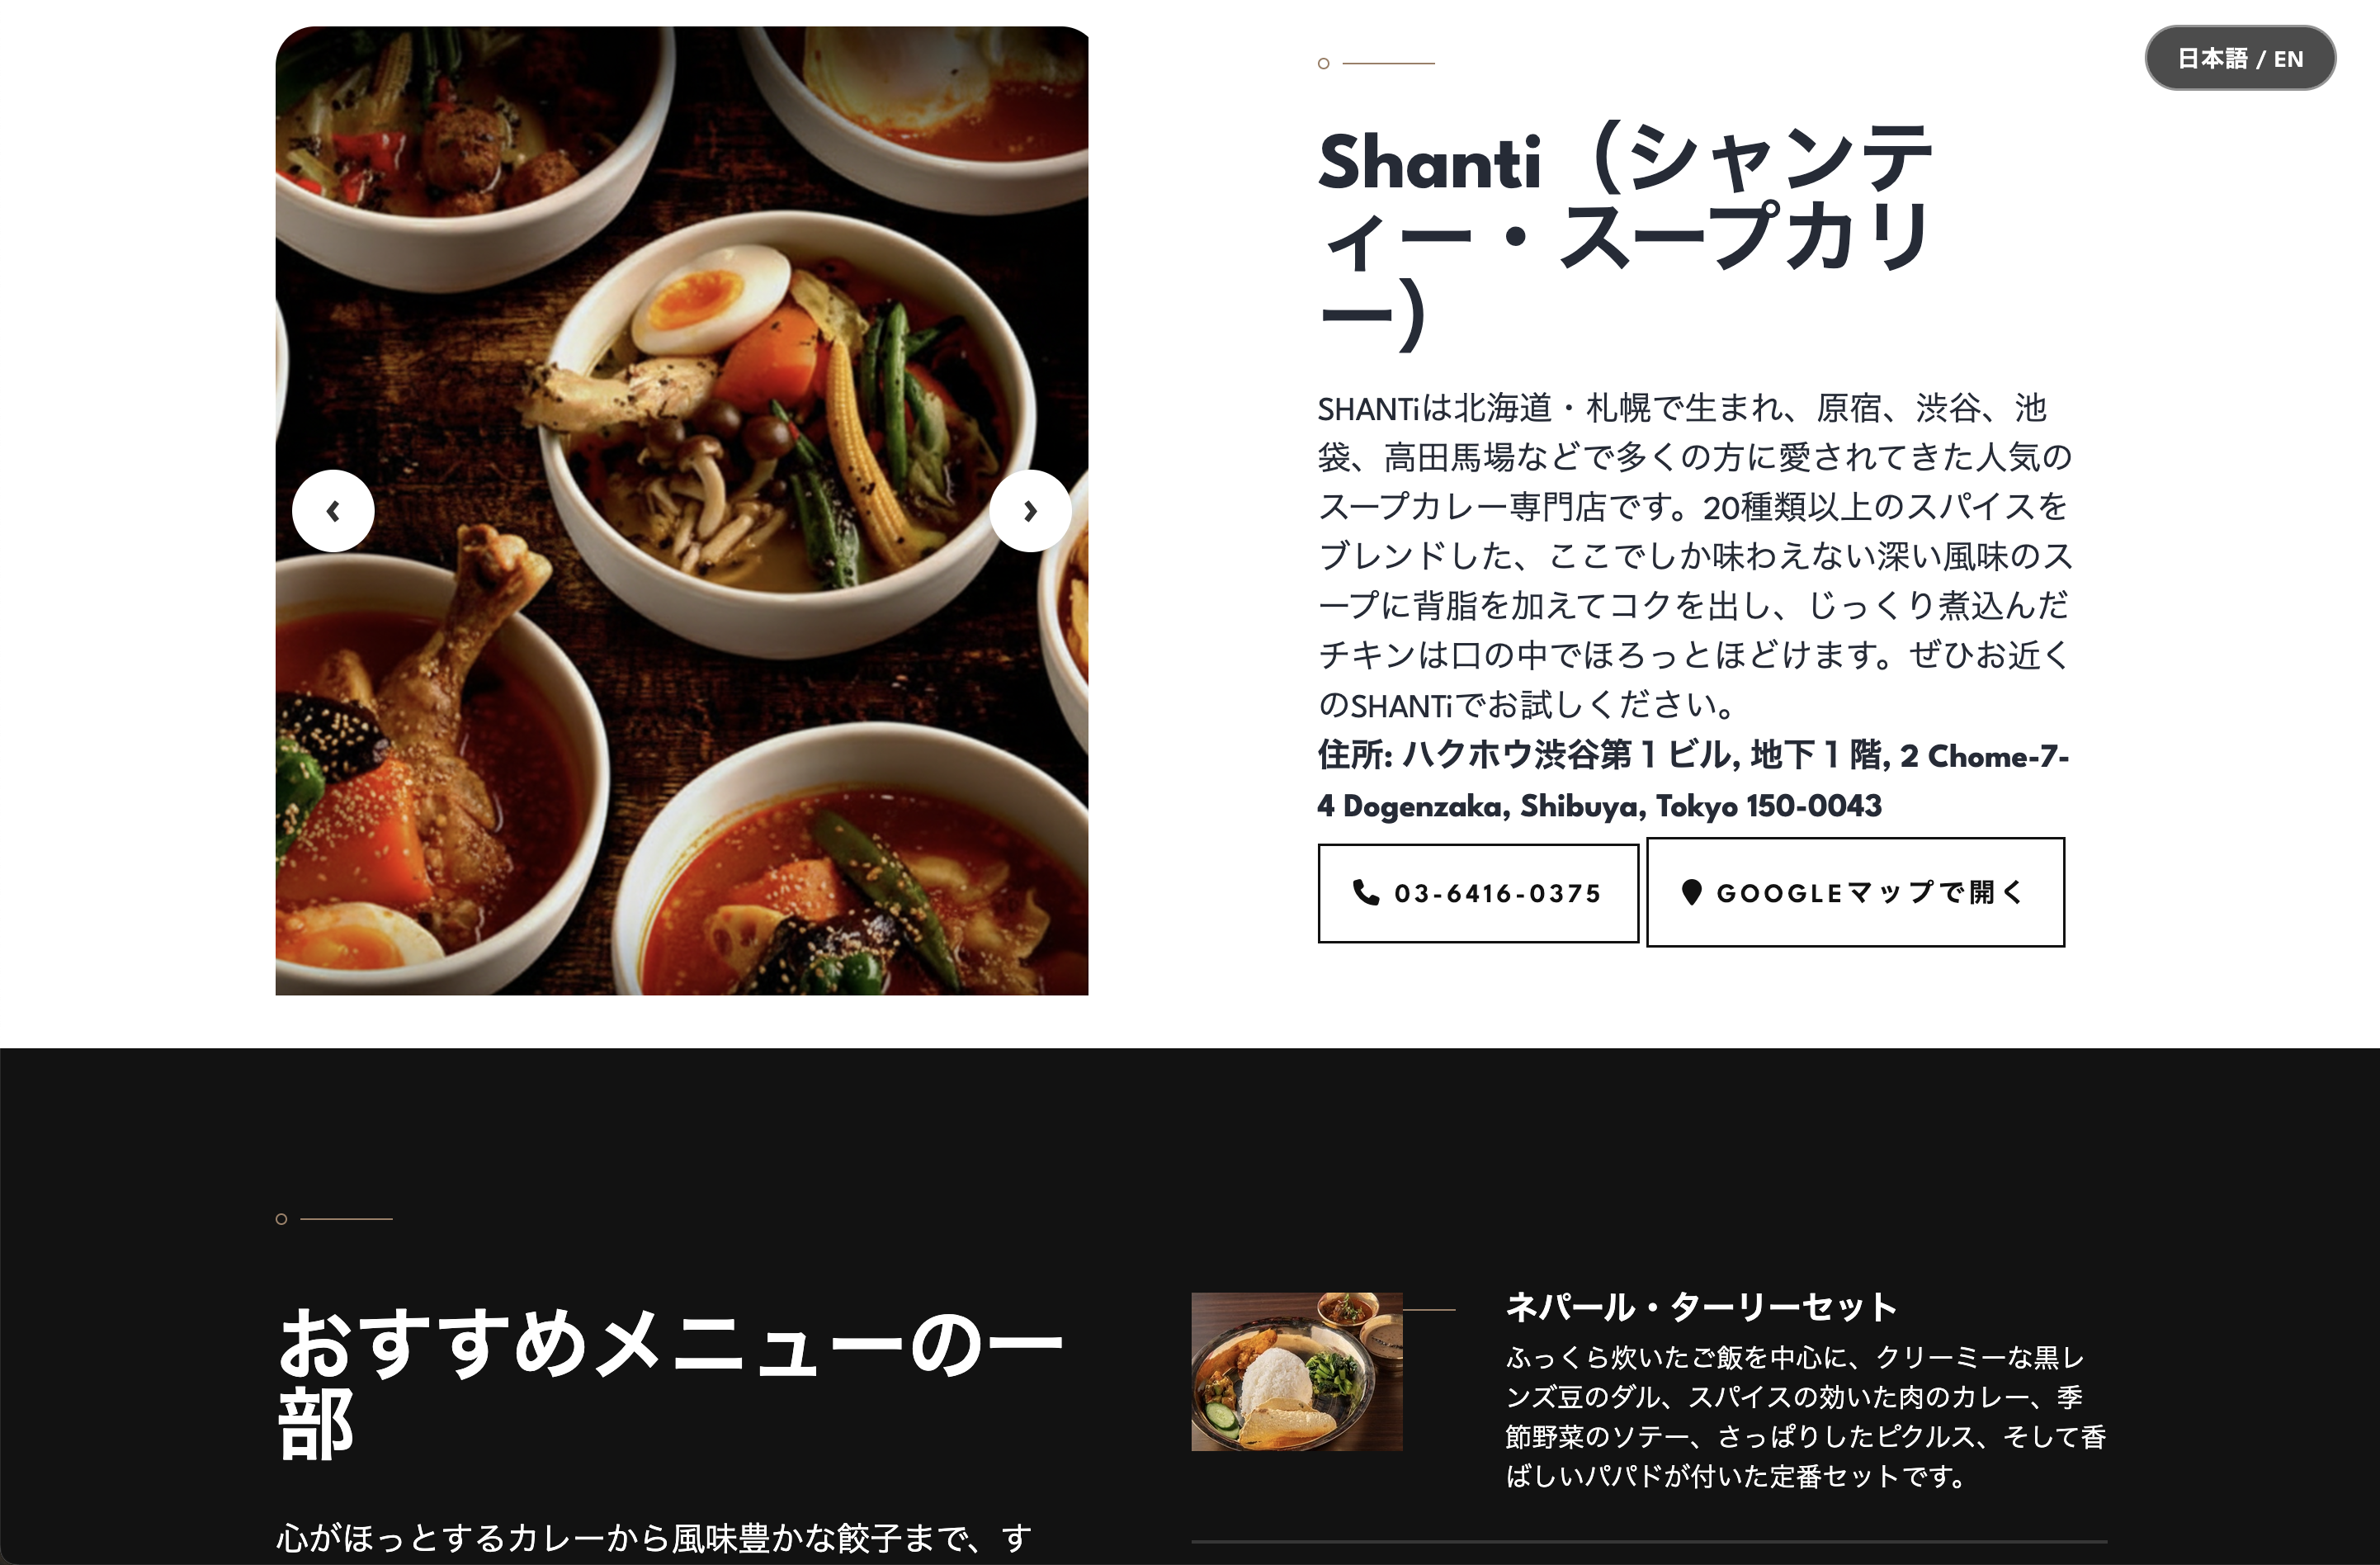 日本語 / EN
Shanti（シャンテ
ィー・スープカリ
ー）
SHANTiは北海道・札幌で生まれ、原宿、渋谷、池
袋、高田馬場などで多くの方に愛されてきた人気の
スープカレー専門店です。20種類以上のスパイスを
ブレンドした、ここでしか味わえない深い風味のス
ープに背脂を加えてコクを出し、じっくり煮込んだ
チキンは口の中でほろっとほどけます。ぜひお近く
のSHANTiでお試しください。
住所: ハクホウ渋谷第１ビル, 地下１階, 2 Chome-7-
4 Dogenzaka, Shibuya, Tokyo 150-0043
03-6416-0375
GOOGLEマップで開く
おすすめメニューの一
部
心がほっとするカレーから風味豊かな餃子まで、す
ネパール・ターリーセット
ふっくら炊いたご飯を中心に、クリーミーな黒レ
ンズ豆のダル、スパイスの効いた肉のカレー、季
節野菜のソテー、さっぱりしたピクルス、そして香
ばしいパパドが付いた定番セットです。